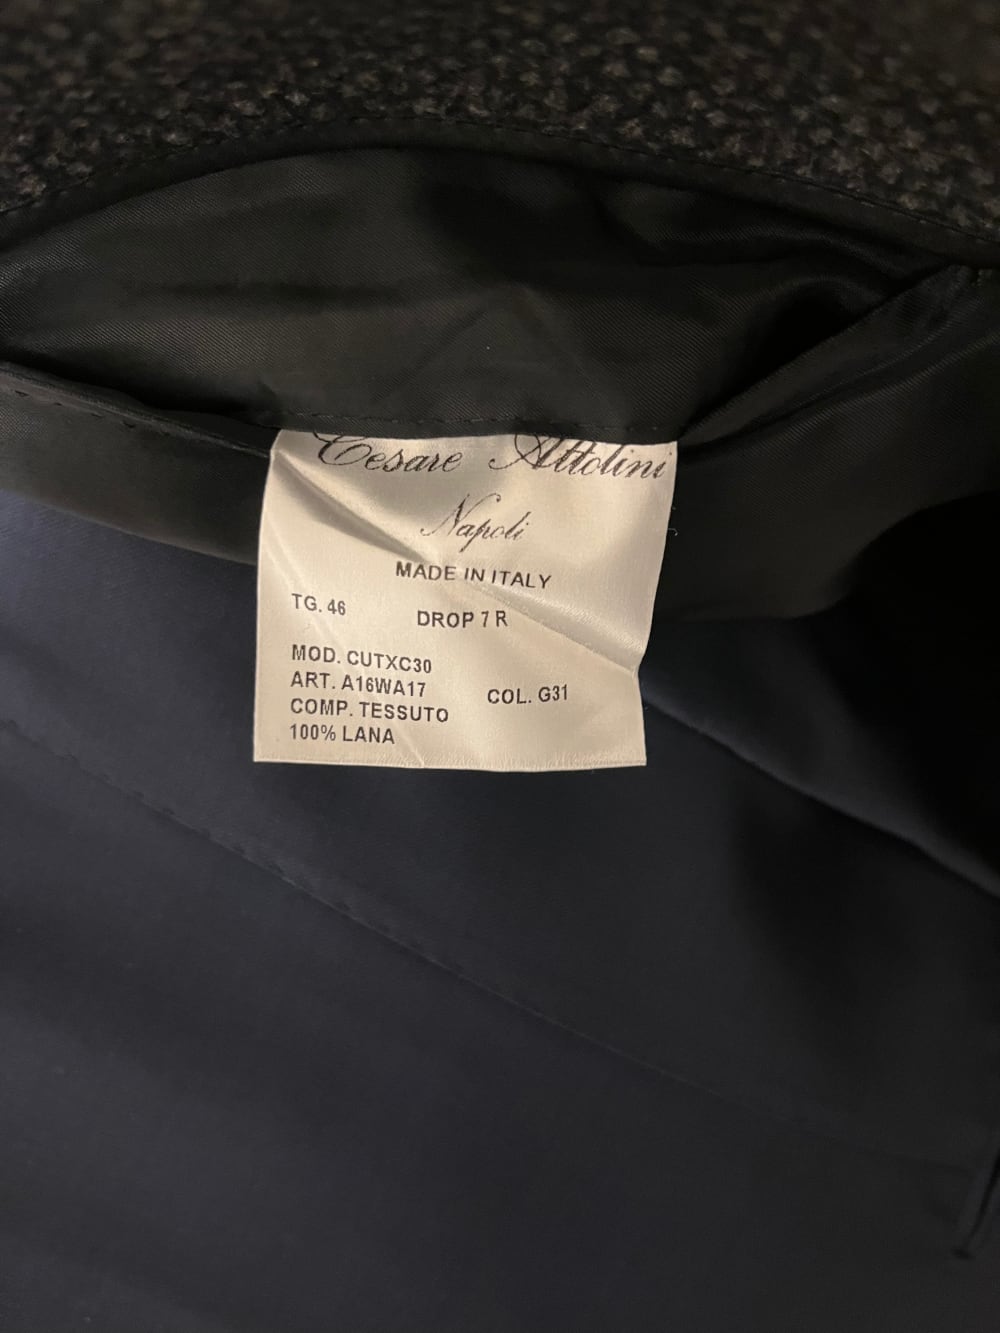 Cesare Attolini
Napoli
MADE IN ITALY
TG. 46 DROP 7 R
MOD. CUTXC30
ART. A16WA17 COL. G31
COMP. TESSUTO
100% LANA